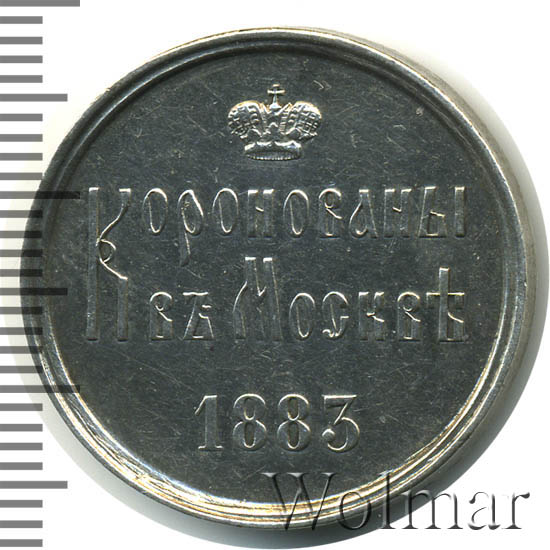 Коронованы
въ Москвѣ
1883
Wolmar